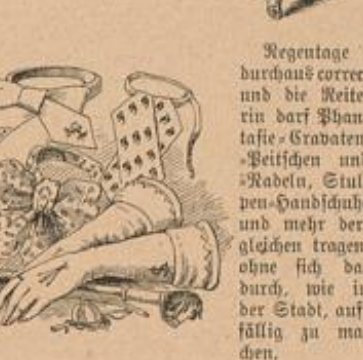 Regentage
durchaus correc
und die Reite
rin darf Phan
tasie-Cravaten
-Peitschen und
-Nadeln, Stul
pen-Handschuhe
und mehr der
gleichen tragen
ohne sich da
durch, wie in
der Stadt, auf
fällig zu ma
chen.